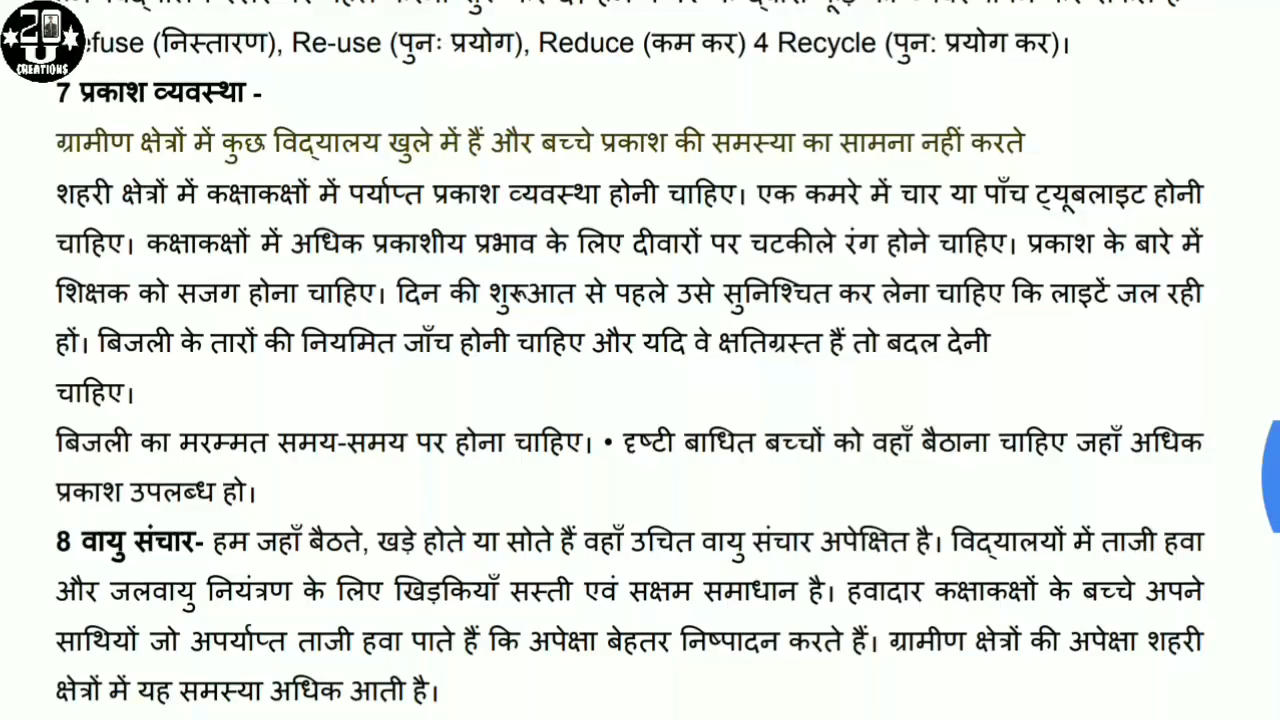 efuse (निस्तारण), Re-use (पुनः प्रयोग), Reduce (कम कर) 4 Recycle (पुन: प्रयोग कर)।
CREATIONS
7 प्रकाश व्यवस्था -
ग्रामीण क्षेत्रों में कुछ विद्यालय खुले में हैं और बच्चे प्रकाश की समस्या का सामना नहीं करते
शहरी क्षेत्रों में कक्षाकक्षों में पर्याप्त प्रकाश व्यवस्था होनी चाहिए। एक कमरे में चार या पाँच ट्यूबलाइट होनी
चाहिए। कक्षाकक्षों में अधिक प्रकाशीय प्रभाव के लिए दीवारों पर चटकीले रंग होने चाहिए। प्रकाश के बारे में
शिक्षक को सजग होना चाहिए। दिन की शुरूआत से पहले उसे सुनिश्चित कर लेना चाहिए कि लाइटें जल रही
हों। बिजली के तारों की नियमित जाँच होनी चाहिए और यदि वे क्षतिग्रस्त हैं तो बदल देनी
चाहिए।
बिजली का मरम्मत समय-समय पर होना चाहिए। • दृष्टी बाधित बच्चों को वहाँ बैठाना चाहिए जहाँ अधिक
प्रकाश उपलब्ध हो।
8 वायु संचार- हम जहाँ बैठते, खड़े होते या सोते हैं वहाँ उचित वायु संचार अपेक्षित है। विद्यालयों में ताजी हवा
और जलवायु नियंत्रण के लिए खिड़कियाँ सस्ती एवं सक्षम समाधान है। हवादार कक्षाकक्षों के बच्चे अपने
साथियों जो अपर्याप्त ताजी हवा पाते हैं कि अपेक्षा बेहतर निष्पादन करते हैं। ग्रामीण क्षेत्रों की अपेक्षा शहरी
क्षेत्रों में यह समस्या अधिक आती है।